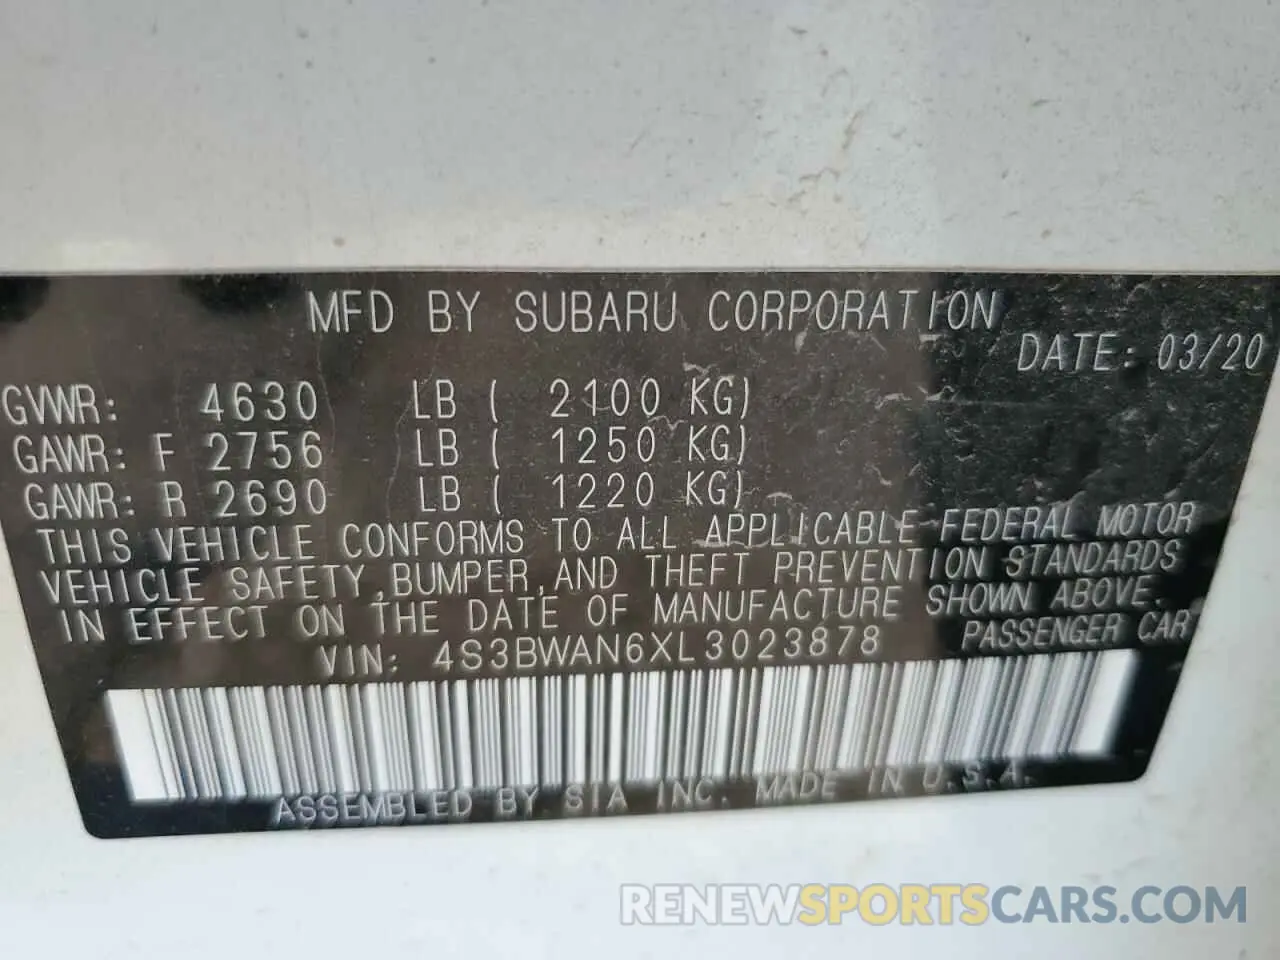 MFD BY SUBARU CORPORATION
DATE: 03/20
GVWR: 4630 LB ( 2100 KG)
GAWR: F 2756 LB ( 1250 KG)
GAWR: R 2690 LB ( 1220 KG)
THIS VEHICLE CONFORMS TO ALL APPLICABLE FEDERAL MOTOR
VEHICLE SAFETY,BUMPER,AND THEFT PREVENTION STANDARDS
IN EFFECT ON THE DATE OF MANUFACTURE SHOWN ABOVE.
VIN: 4S3BWAN6XL3023878 PASSENGER CAR
ASSEMBLED BY SIA INC. MADE IN U.S.A.
RENEWSPORTSCARS.COM